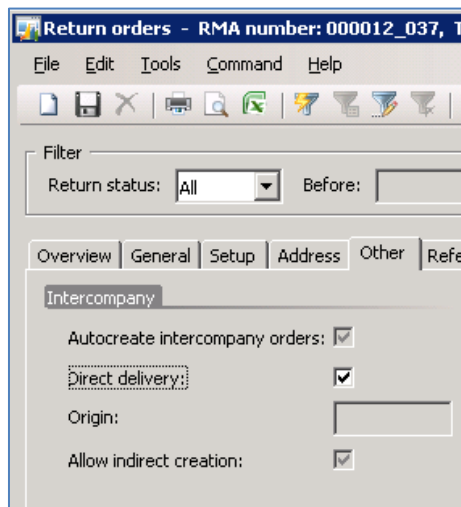 Return orders - RMA number: 000012_037, T
File Edit Tools Command Help
Filter
Return status: All Before:
Overview General Setup Address Other Refe
Intercompany
Autocreate intercompany orders:
Direct delivery:
Origin:
Allow indirect creation: